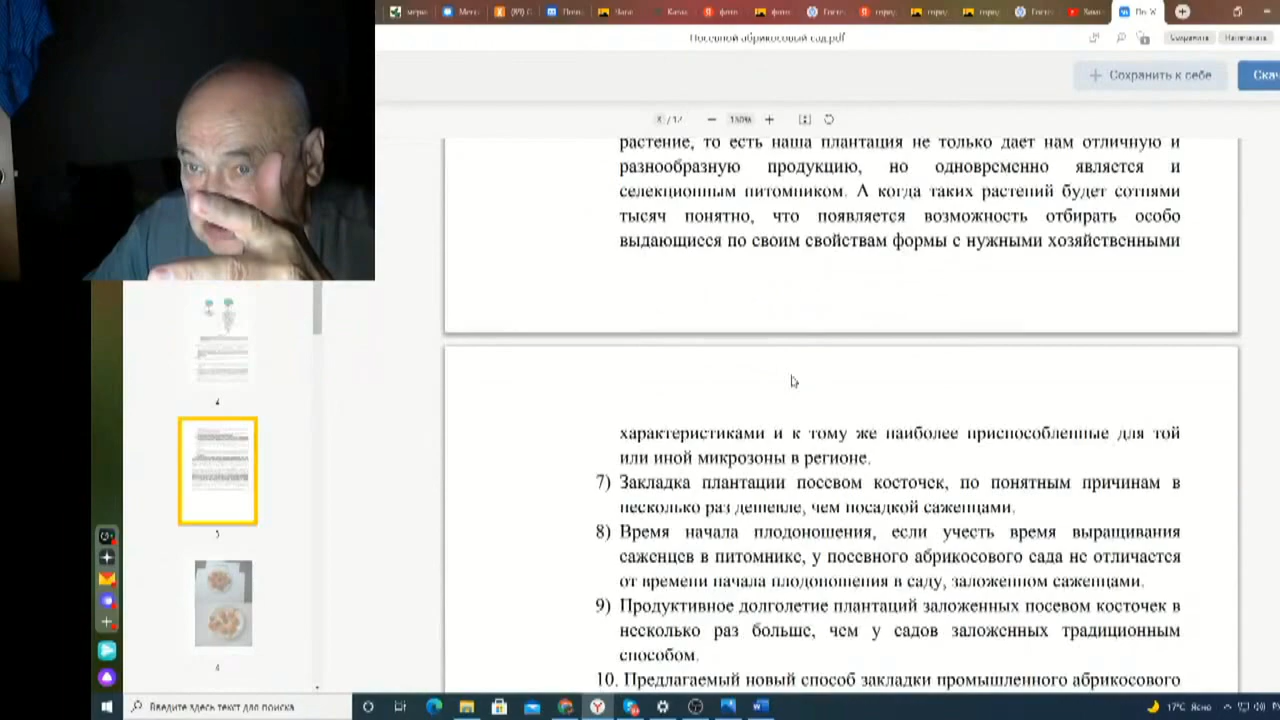 Посевной абрикосовый сад.pdf
Сохранить к себе
растение, то есть наша плантация не только дает нам отличную и
разнообразную продукцию, но одновременно является и
селекционным питомником. А когда таких растений будет сотнями
тысяч понятно, что появляется возможность отбирать особо
выдающиеся по своим свойствам формы с нужными хозяйственными
характеристиками и к тому же наиболее приспособленные для той
или иной микрозоны в регионе.
7) Закладка плантации посевом косточек, по понятным причинам в
несколько раз дешевле, чем посадкой саженцами.
8) Время начала плодоношения, если учесть время выращивания
саженцев в питомнике, у посевного абрикосового сада не отличается
от времени начала плодоношения в саду, заложенном саженцами.
9) Продуктивное долголетие плантаций заложенных посевом косточек в
несколько раз больше, чем у садов заложенных традиционным
способом.
10. Предлагаемый новый способ закладки промышленного абрикосового
Введите здесь текст для поиска
17°C Ясно